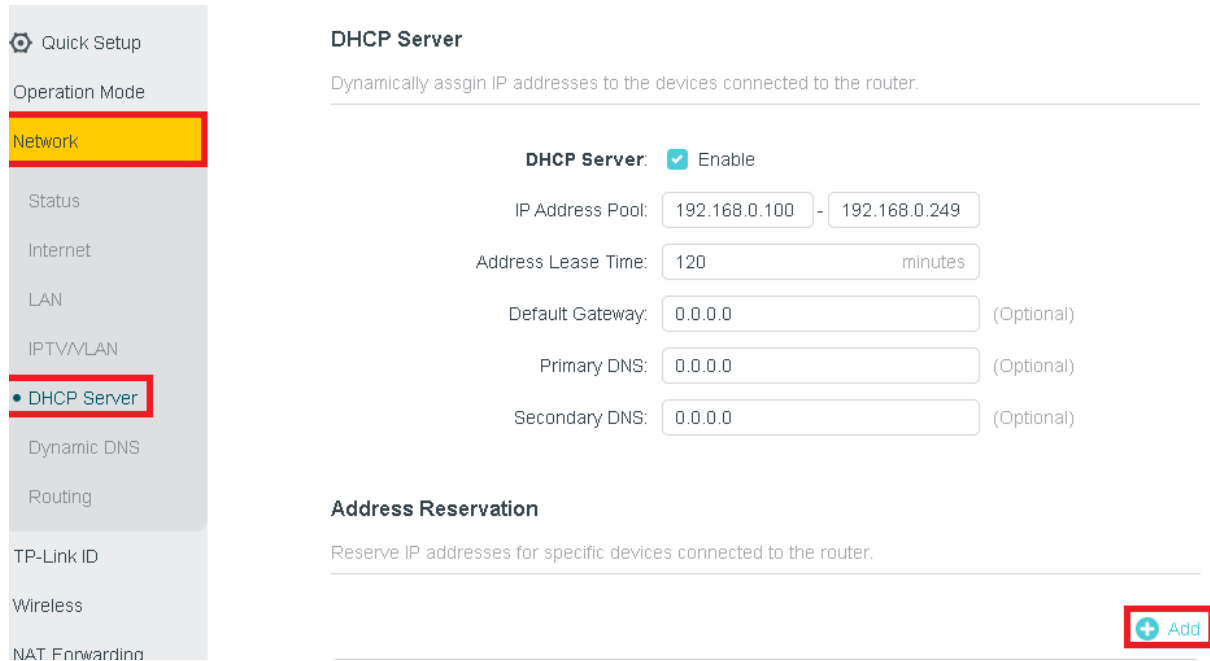 Quick Setup
Operation Mode
Network
Status
Internet
LAN
IPTV/VLAN
DHCP Server
Dynamic DNS
Routing
TP-Link ID
Wireless
NAT Forwarding
DHCP Server
Dynamically assgin IP addresses to the devices connected to the router.
DHCP Server: Enable
IP Address Pool: 192.168.0.100 - 192.168.0.249
Address Lease Time: 120 minutes
Default Gateway: 0.0.0.0 (Optional)
Primary DNS: 0.0.0.0 (Optional)
Secondary DNS: 0.0.0.0 (Optional)
Address Reservation
Reserve IP addresses for specific devices connected to the router.
Add